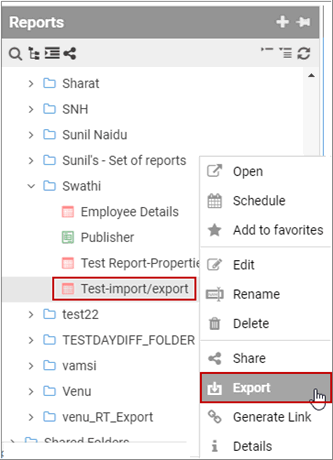 Reports
Sharat
SNH
Sunil Naidu
Sunil's - Set of reports
Swathi
Employee Details
Publisher
Test Report-Propertie
Test-import/export
test22
TESTDAYDIFF_FOLDER
vamsi
Venu
venu_RT_Export
Shared Folders
Open
Schedule
Add to favorites
Edit
Rename
Delete
Share
Export
Generate Link
Details